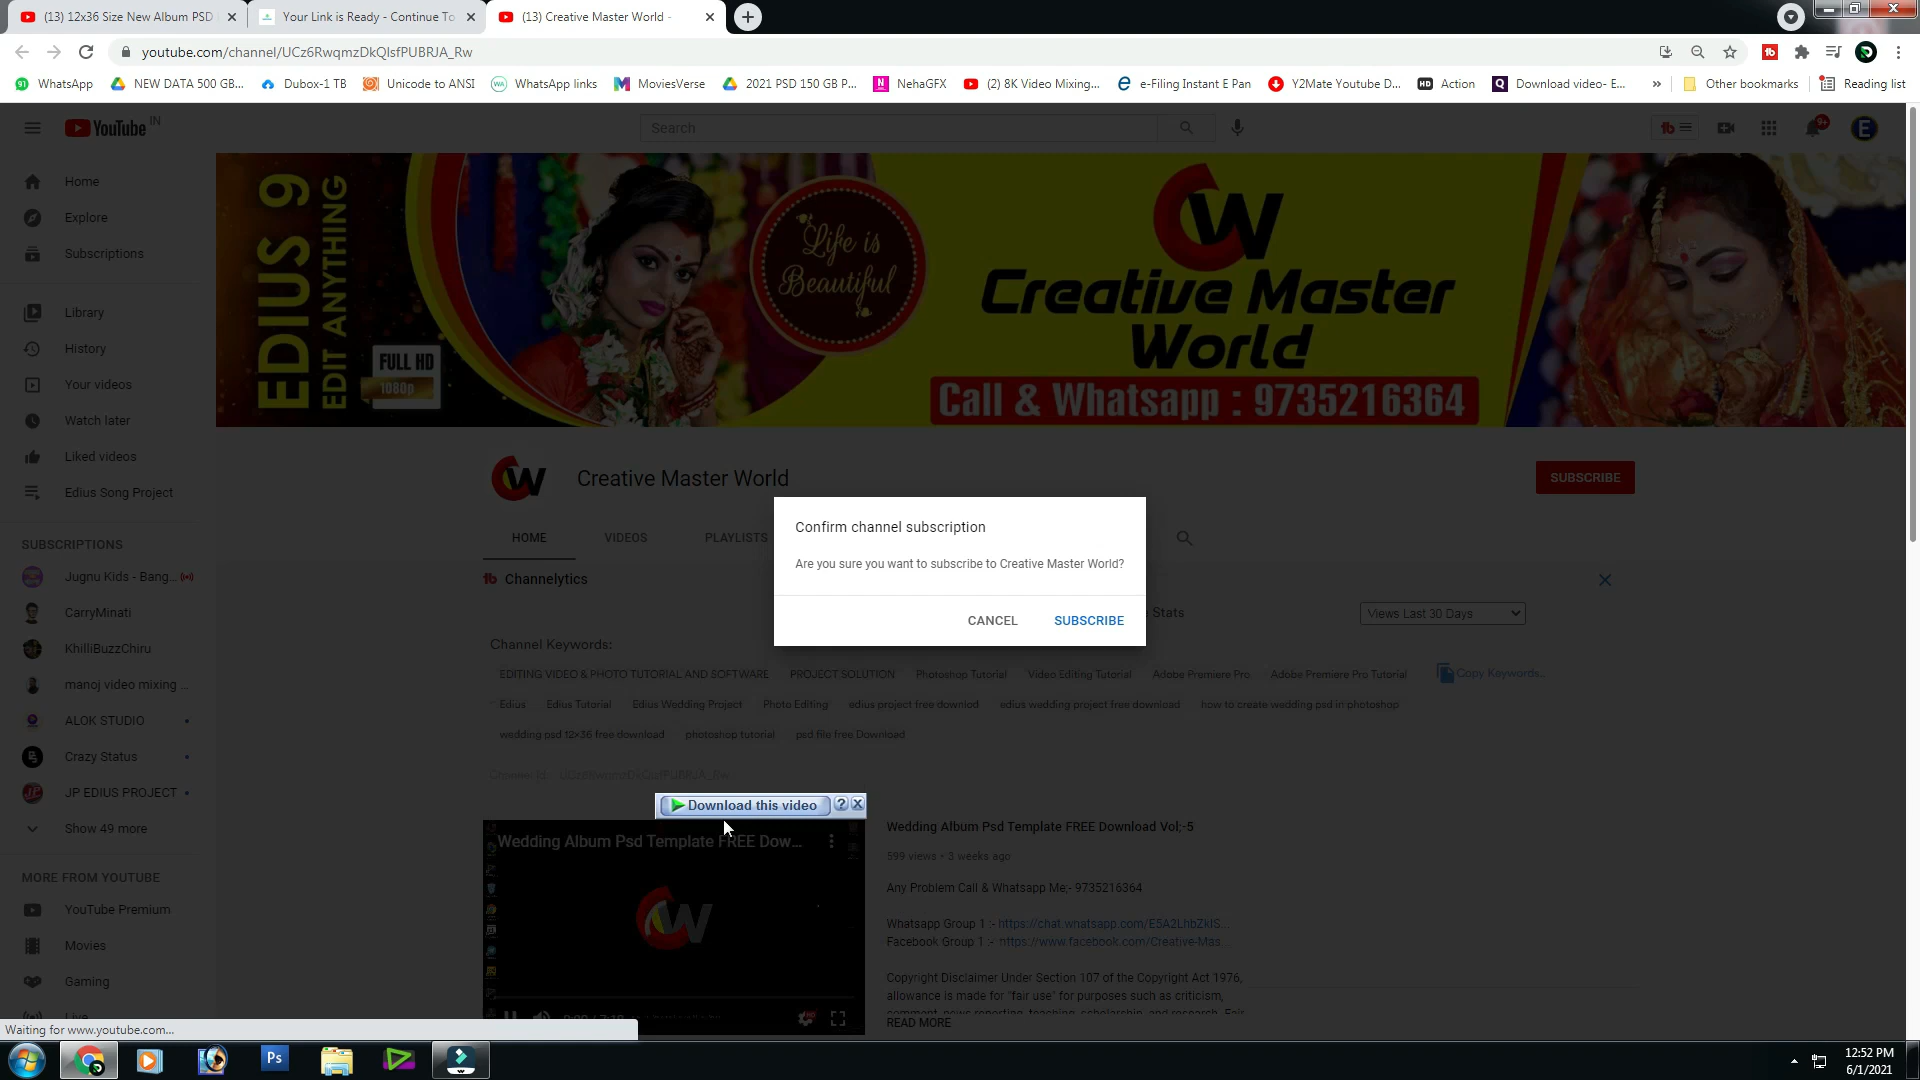 (13) 12x36 Size New Album PSD
Your Link is Ready - Continue To
(13) Creative Master World -
youtube.com/channel/UCz6RwqmzDkQlsfPUBRJA_Rw
WhatsApp
NEW DATA 500 GB...
Dubox-1 TB
Unicode to ANSI
WhatsApp links
MoviesVerse
2021 PSD 150 GB P...
NehaGFX
(2) 8K Video Mixing...
e-Filing Instant E Pan
Y2Mate Youtube D...
Action
Download video- E...
»
Other bookmarks
Reading list
YouTube IN
Search
9+
E
Home
Explore
Subscriptions
Library
History
Your videos
Watch later
Liked videos
Edius Song Project
SUBSCRIPTIONS
Jugnu Kids - Bang...
CarryMinati
KhilliBuzzChiru
manoj video mixing ...
ALOK STUDIO
Crazy Status
JP EDIUS PROJECT
Show 49 more
MORE FROM YOUTUBE
YouTube Premium
Movies
Gaming
Live
EDIUS 9
EDIT ANYTHING
FULL HD
1080p
Life is
Beautiful
CW
Creative Master
World
Call & Whatsapp : 9735216364
Creative Master World
SUBSCRIBE
HOME
VIDEOS
PLAYLISTS
Confirm channel subscription
Are you sure you want to subscribe to Creative Master World?
CANCEL
SUBSCRIBE
Channelytics
Stats
Views Last 30 Days
Channel Keywords:
EDITING VIDEO & PHOTO TUTORIAL AND SOFTWARE
PROJECT SOLUTION
Photoshop Tutorial
Video Editing Tutorial
Adobe Premiere Pro
Adobe Premiere Pro Tutorial
Copy Keywords..
Edius
Edius Tutorial
Edius Wedding Project
Photo Editing
edius project free downlod
edius wedding project free download
how to create wedding psd in photoshop
wedding psd 12×36 free download
photoshop tutorial
psd file free Download
Download this video
Wedding Album Psd Template FREE Dow...
Wedding Album Psd Template FREE Download Vol;-5
599 views • 3 weeks ago
Any Problem Call & Whatsapp Me;- 9735216364
Whatsapp Group 1 :- https://chat.whatsapp.com/E5A2LhbZkfS...
Facebook Group 1 :- https://www.facebook.com/Creative-Mas...
Copyright Disclaimer Under Section 107 of the Copyright Act 1976,
allowance is made for "fair use" for purposes such as criticism,
READ MORE
Waiting for www.youtube.com...
Ps
12:52 PM
6/1/2021